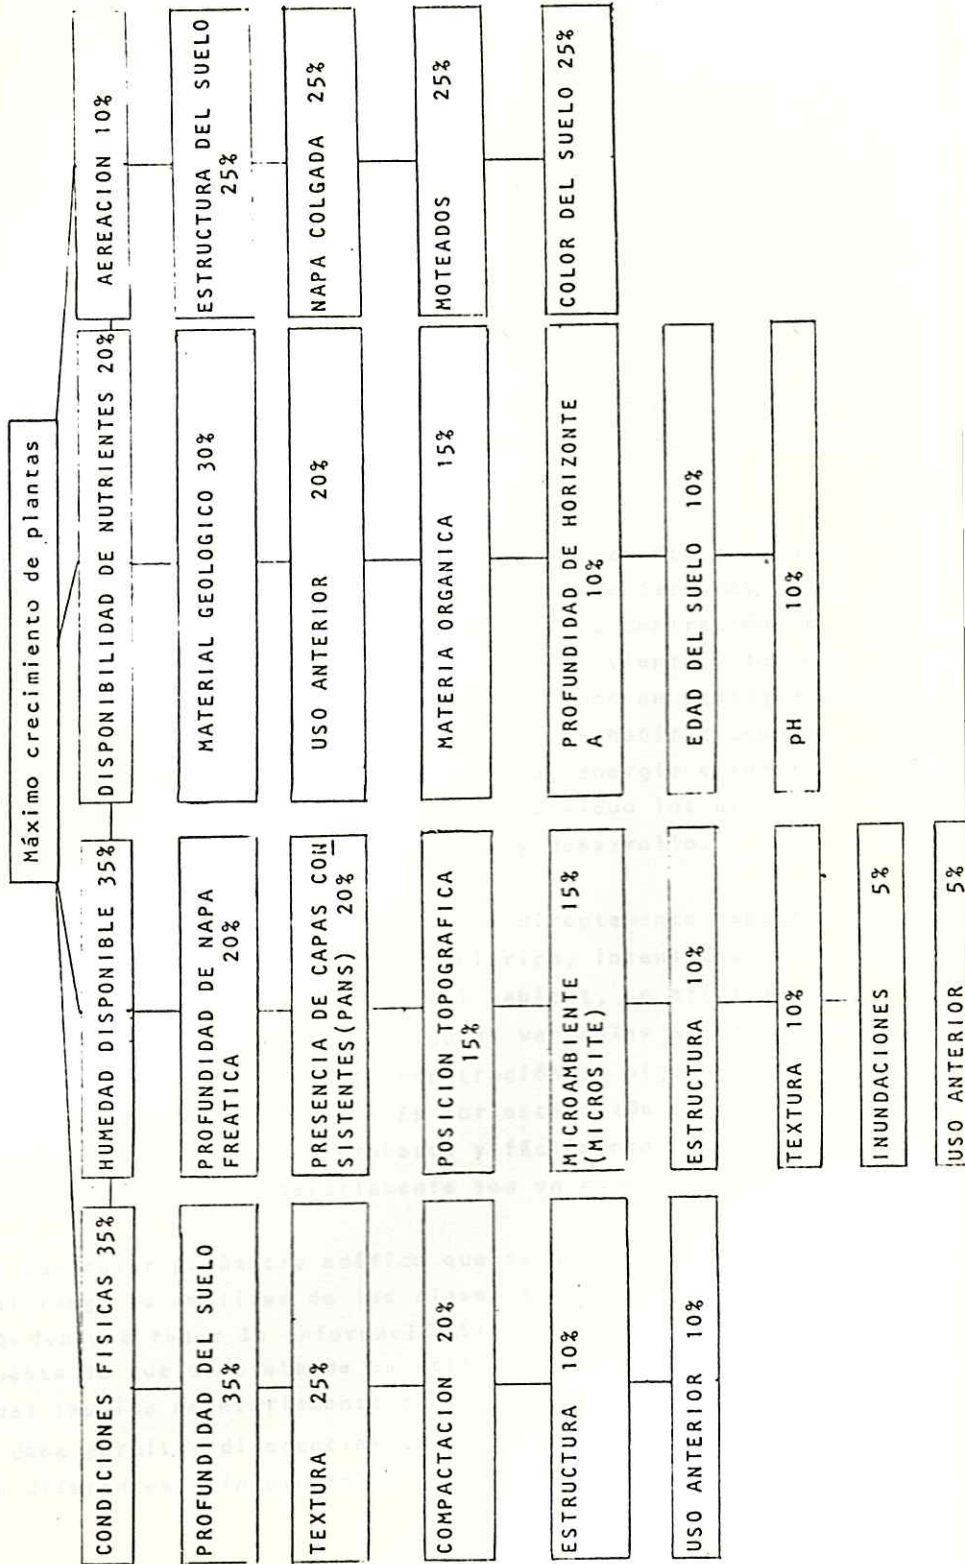 Máximo crecimiento de plantas
CONDICIONES FISICAS 35%
PROFUNDIDAD DEL SUELO
35%
TEXTURA 25%
COMPACTACION 20%
ESTRUCTURA 10%
USO ANTERIOR 10%
HUMEDAD DISPONIBLE 35%
PROFUNDIDAD DE NAPA
FREATICA 20%
PRESENCIA DE CAPAS CON
SISTENTES(PANS) 20%
POSICION TOPOGRAFICA
15%
MICROAMBIENTE 15%
(MICROSITE)
ESTRUCTURA 10%
TEXTURA 10%
INUNDACIONES 5%
USO ANTERIOR 5%
DISPONIBILIDAD DE NUTRIENTES 20%
MATERIAL GEOLOGICO 30%
USO ANTERIOR 20%
MATERIA ORGANICA 15%
PROFUNDIDAD DE HORIZONTE
A 10%
EDAD DEL SUELO 10%
pH 10%
AEREACION 10%
ESTRUCTURA DEL SUELO
25%
NAPA COLGADA 25%
MOTEADOS 25%
COLOR DEL SUELO 25%